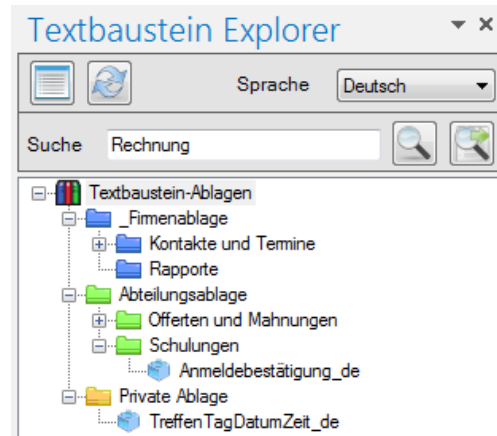 Textbaustein Explorer
Sprache Deutsch
Suche Rechnung
Textbaustein-Ablagen
_Firmenablage
Kontakte und Termine
Rapporte
Abteilungsablage
Offerten und Mahnungen
Schulungen
Anmeldebestätigung_de
Private Ablage
TreffenTagDatumZeit_de